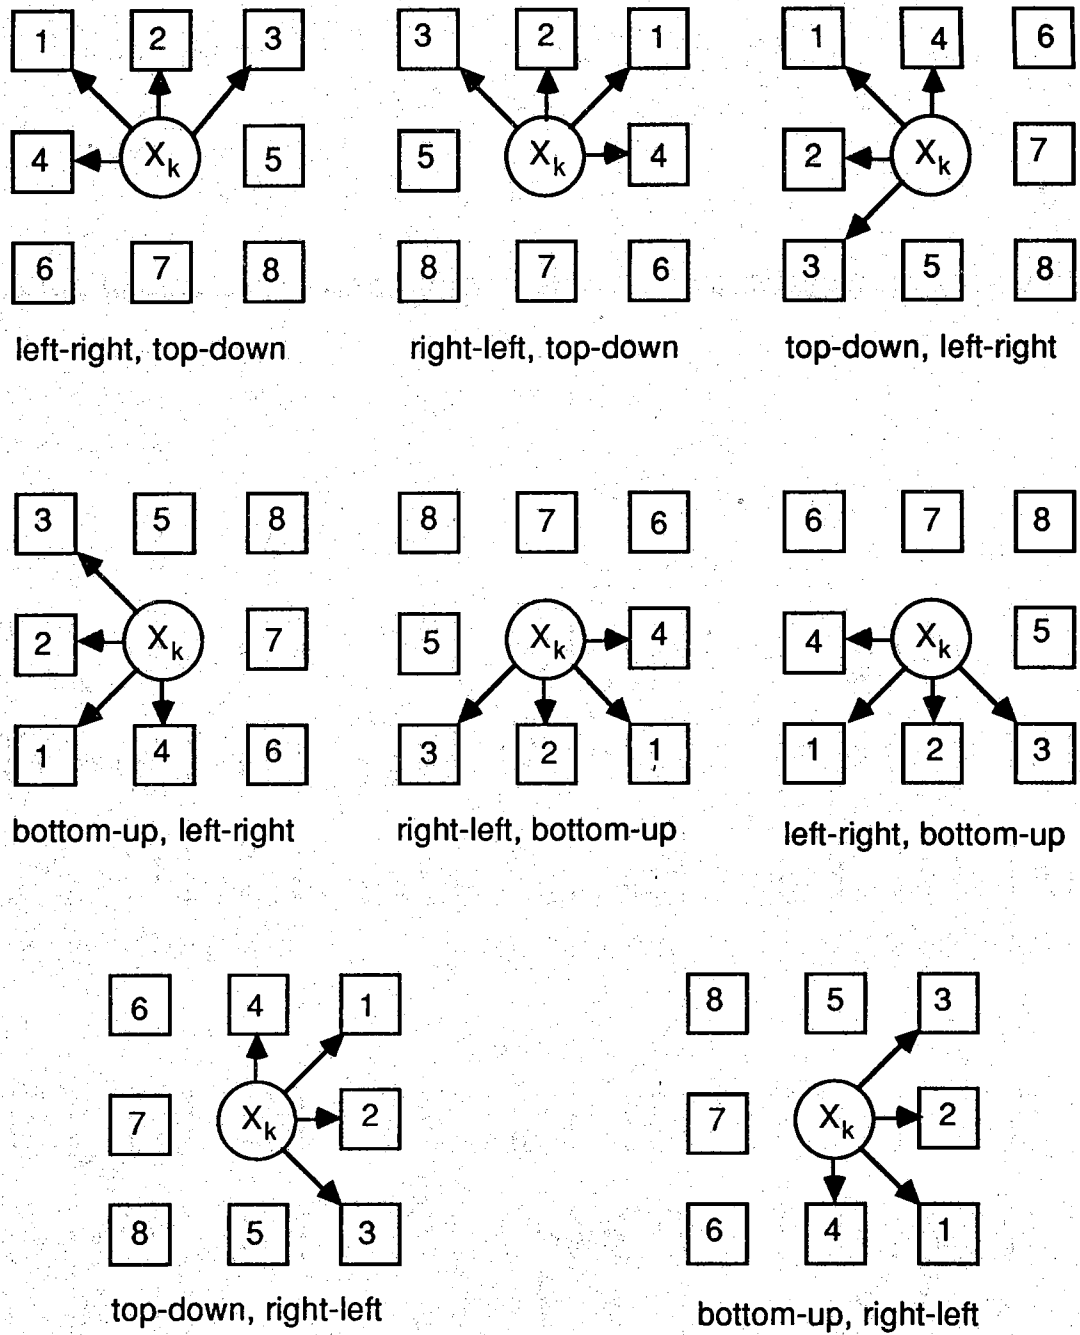 1 2 3 3 2 1 1 4 6
4 Xk 5 5 Xk 4 2 Xk 7
6 7 8 8 7 6 3 5 8
left-right, top-down right-left, top-down top-down, left-right
3 5 8 8 7 6 6 7 8
2 Xk 7 5 Xk 4 4 Xk 5
1 4 6 3 2 1 1 2 3
bottom-up, left-right right-left, bottom-up left-right, bottom-up
6 4 1 8 5 3
7 Xk 2 7 Xk 2
8 5 3 6 4 1
top-down, right-left bottom-up, right-left